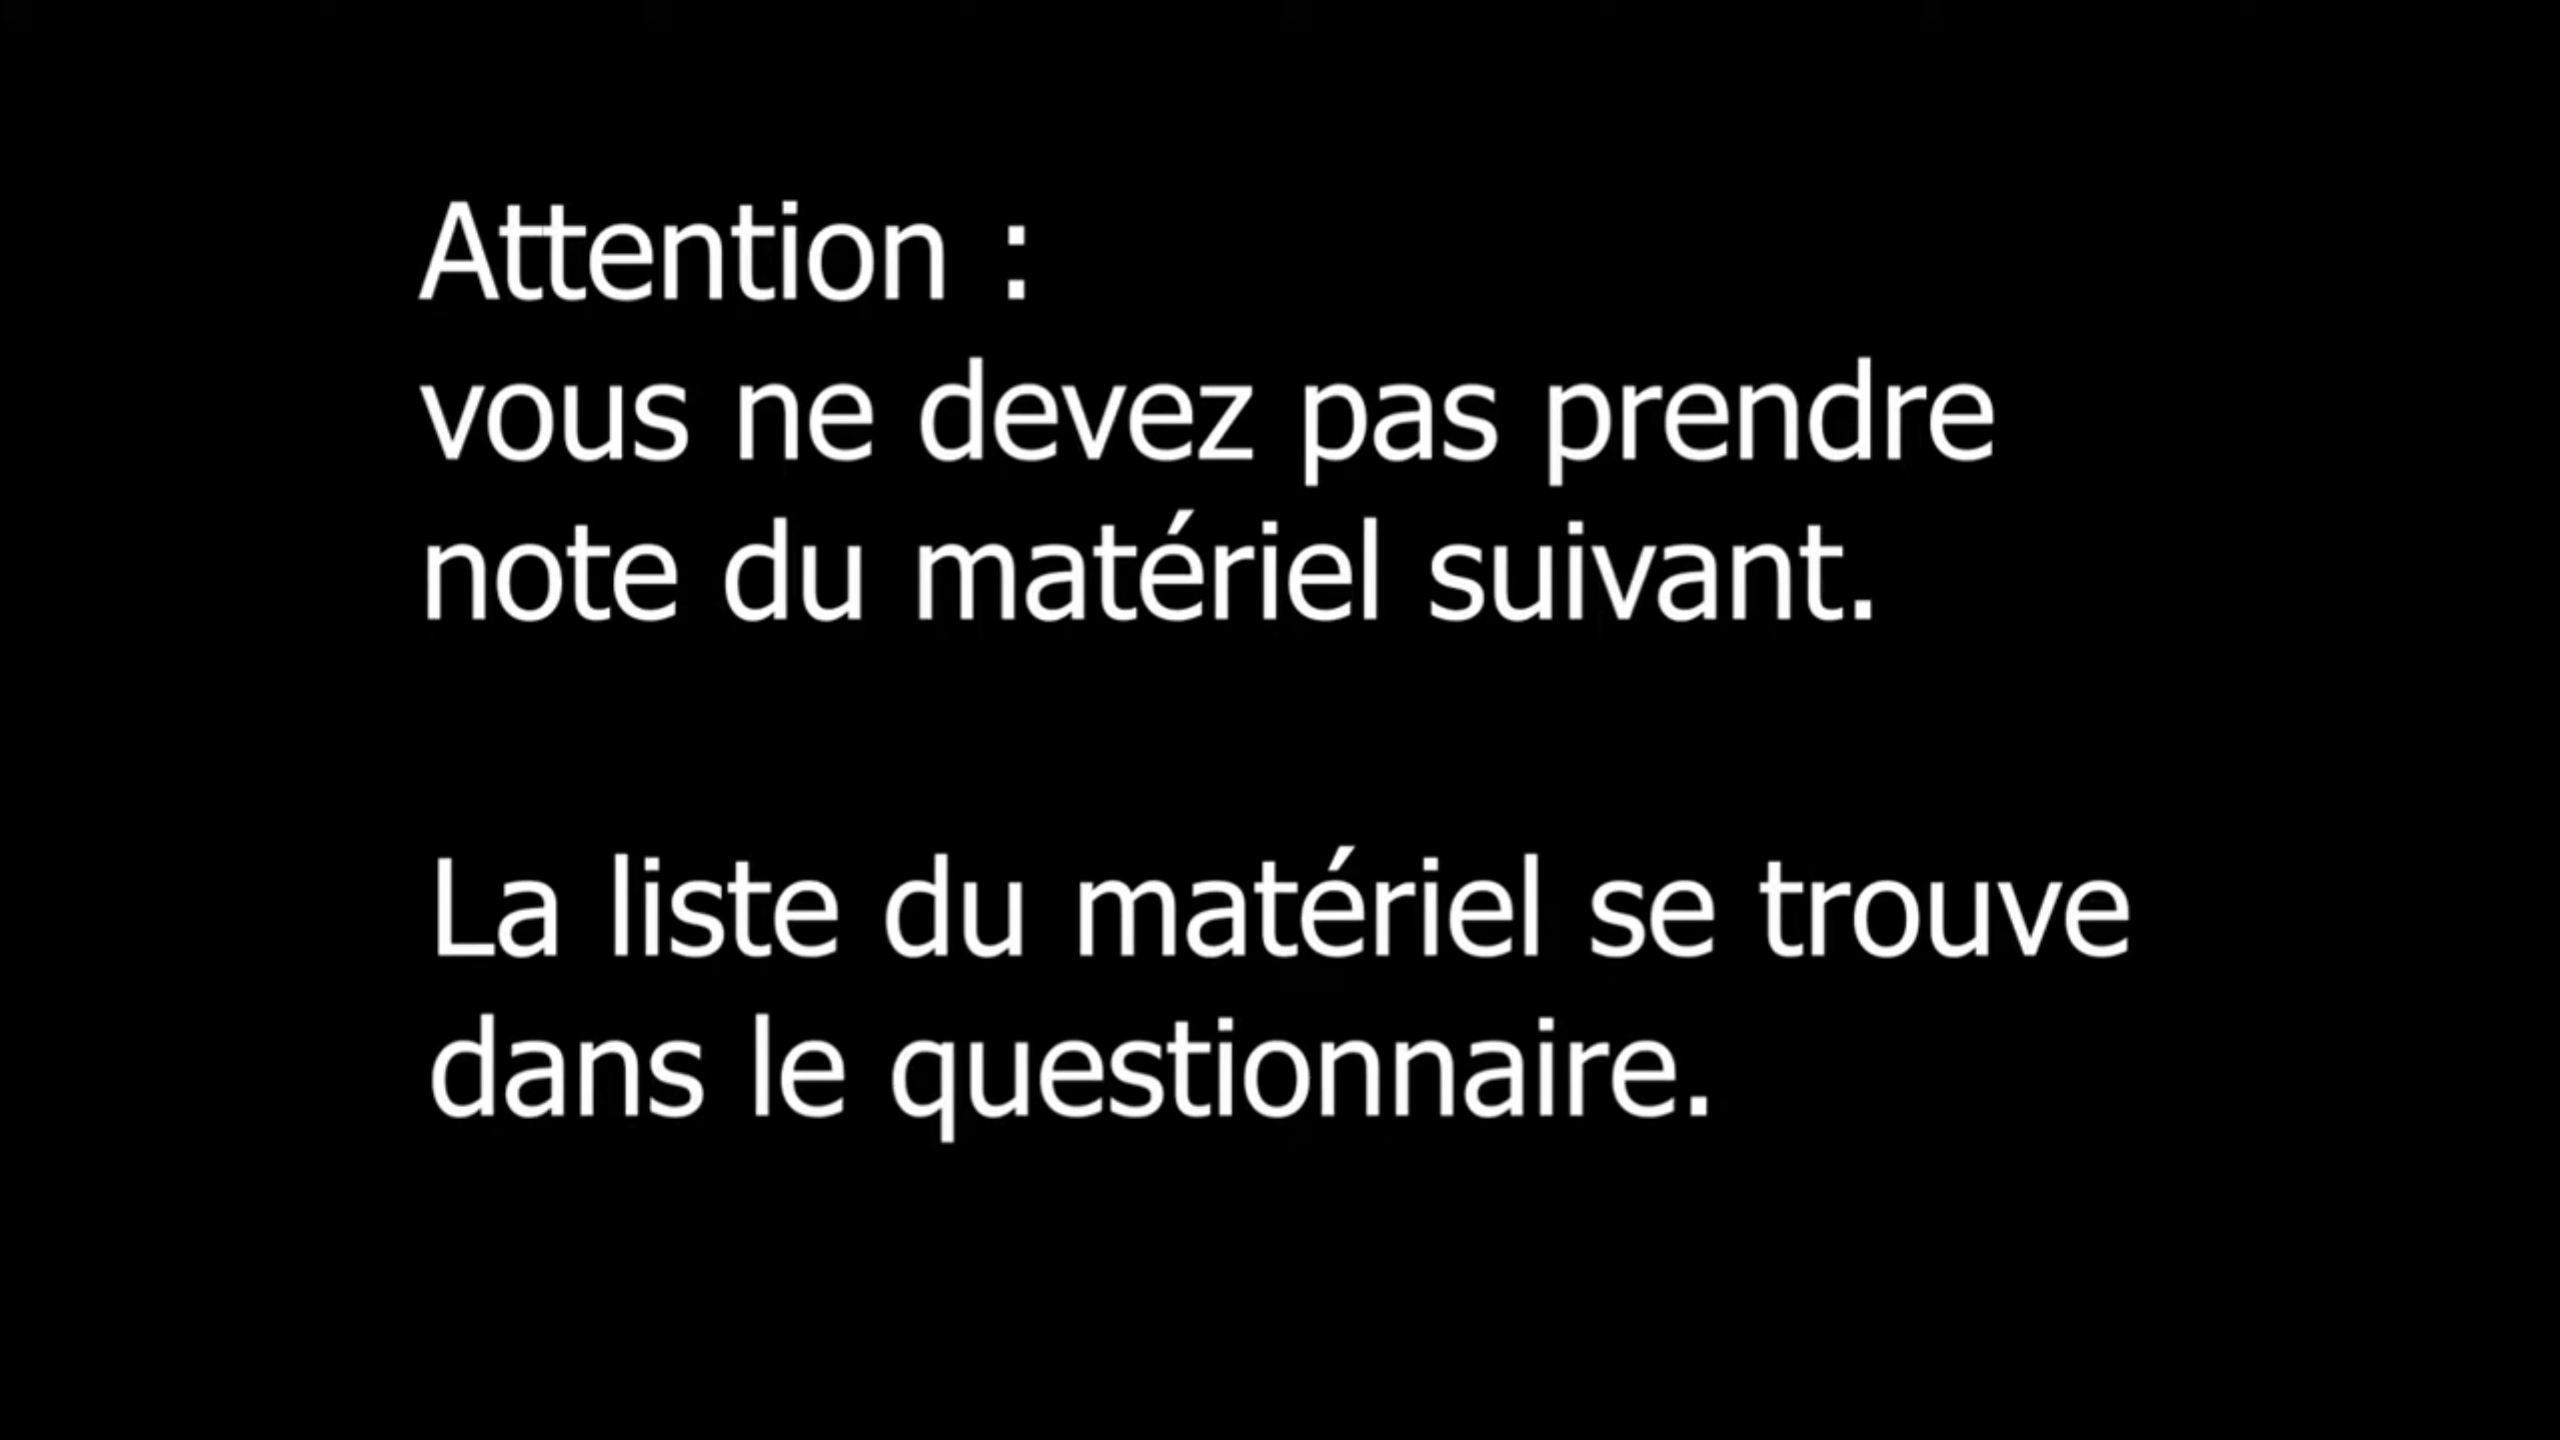 Attention :
vous ne devez pas prendre
note du matériel suivant.
La liste du matériel se trouve
dans le questionnaire.